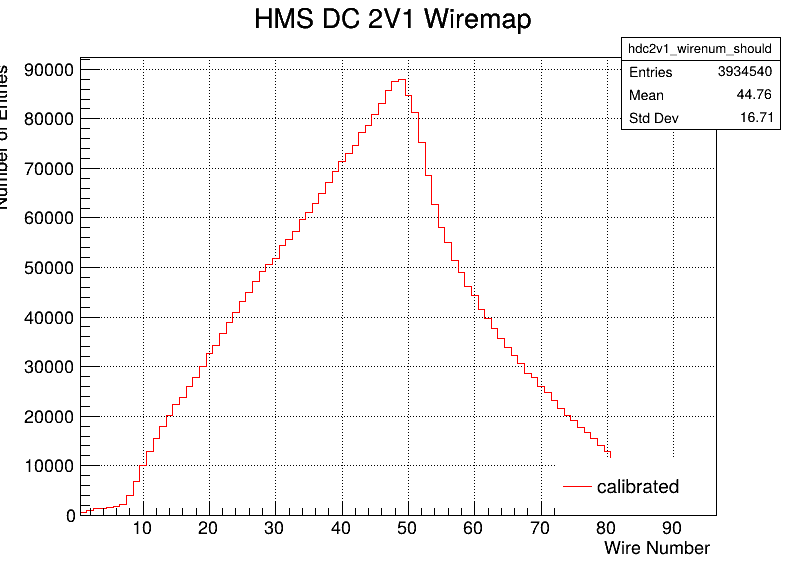 HMS DC 2V1 Wiremap
hdc2v1_wirenum_should
Entries 3934540
Mean 44.76
Std Dev 16.71
Number of Entries
90000
80000
70000
60000
50000
40000
30000
20000
10000
0
10 20 30 40 50 60 70 80 90
Wire Number
calibrated